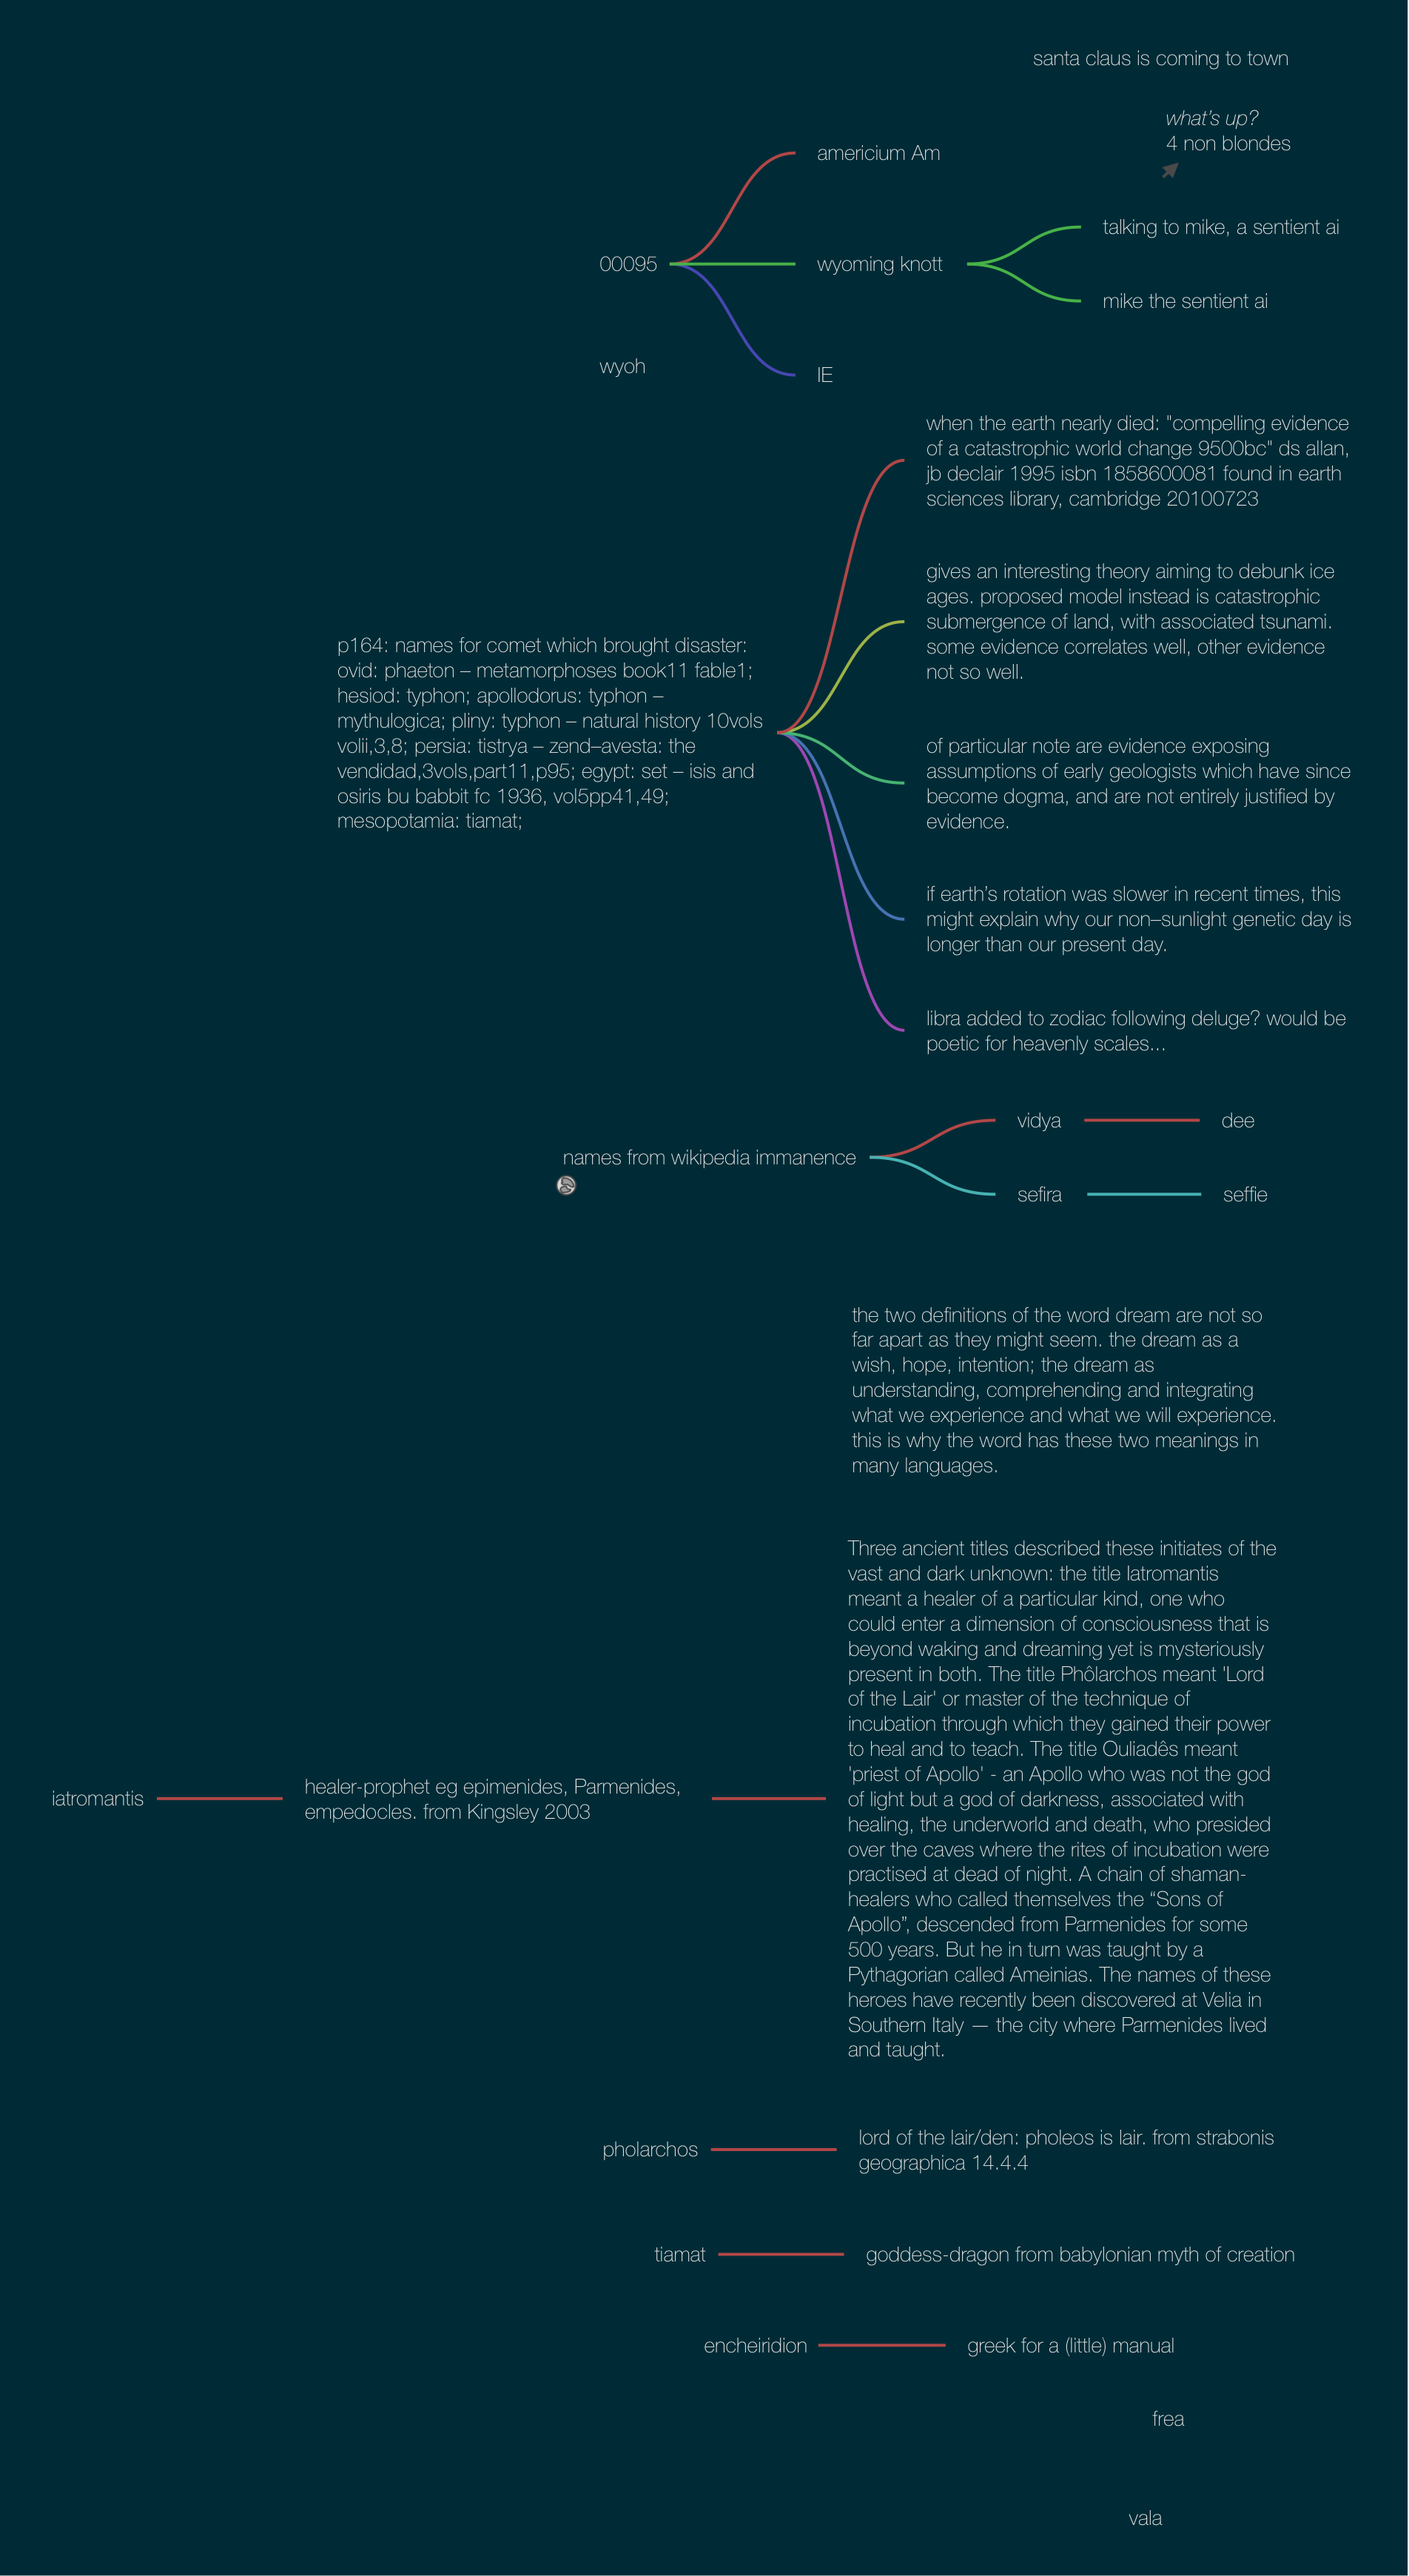 santa claus is coming to town
what's up?
4 non blondes
americium Am
00095
wyoming knott
talking to mike, a sentient ai
mike the sentient ai
wyoh
IE
when the earth nearly died: "compelling evidence
of a catastrophic world change 9500bc" ds allan,
jb declair 1995 isbn 1858600081 found in earth
sciences library, cambridge 20100723
gives an interesting theory aiming to debunk ice
ages. proposed model instead is catastrophic
submergence of land, with associated tsunami.
some evidence correlates well, other evidence
not so well.
p164: names for comet which brought disaster:
ovid: phaeton – metamorphoses book11 fable1;
hesiod: typhon; apollodorus: typhon –
mythulogica; pliny: typhon – natural history 10vols
volii,3,8; persia: tistrya – zend–avesta: the
vendidad,3vols,part11,p95; egypt: set – isis and
osiris bu babbit fc 1936, vol5pp41,49;
mesopotamia: tiamat;
of particular note are evidence exposing
assumptions of early geologists which have since
become dogma, and are not entirely justified by
evidence.
if earth's rotation was slower in recent times, this
might explain why our non–sunlight genetic day is
longer than our present day.
libra added to zodiac following deluge? would be
poetic for heavenly scales...
names from wikipedia immanence
vidya
dee
sefira
seffie
the two definitions of the word dream are not so
far apart as they might seem. the dream as a
wish, hope, intention; the dream as
understanding, comprehending and integrating
what we experience and what we will experience.
this is why the word has these two meanings in
many languages.
iatromantis
healer-prophet eg epimenides, Parmenides,
empedocles. from Kingsley 2003
Three ancient titles described these initiates of the
vast and dark unknown: the title Iatromantis
meant a healer of a particular kind, one who
could enter a dimension of consciousness that is
beyond waking and dreaming yet is mysteriously
present in both. The title Phôlarchos meant 'Lord
of the Lair' or master of the technique of
incubation through which they gained their power
to heal and to teach. The title Ouliadês meant
'priest of Apollo' - an Apollo who was not the god
of light but a god of darkness, associated with
healing, the underworld and death, who presided
over the caves where the rites of incubation were
practised at dead of night. A chain of shaman-
healers who called themselves the “Sons of
Apollo”, descended from Parmenides for some
500 years. But he in turn was taught by a
Pythagorian called Ameinias. The names of these
heroes have recently been discovered at Velia in
Southern Italy — the city where Parmenides lived
and taught.
pholarchos
lord of the lair/den: pholeos is lair. from strabonis
geographica 14.4.4
tiamat
goddess-dragon from babylonian myth of creation
encheiridion
greek for a (little) manual
frea
vala